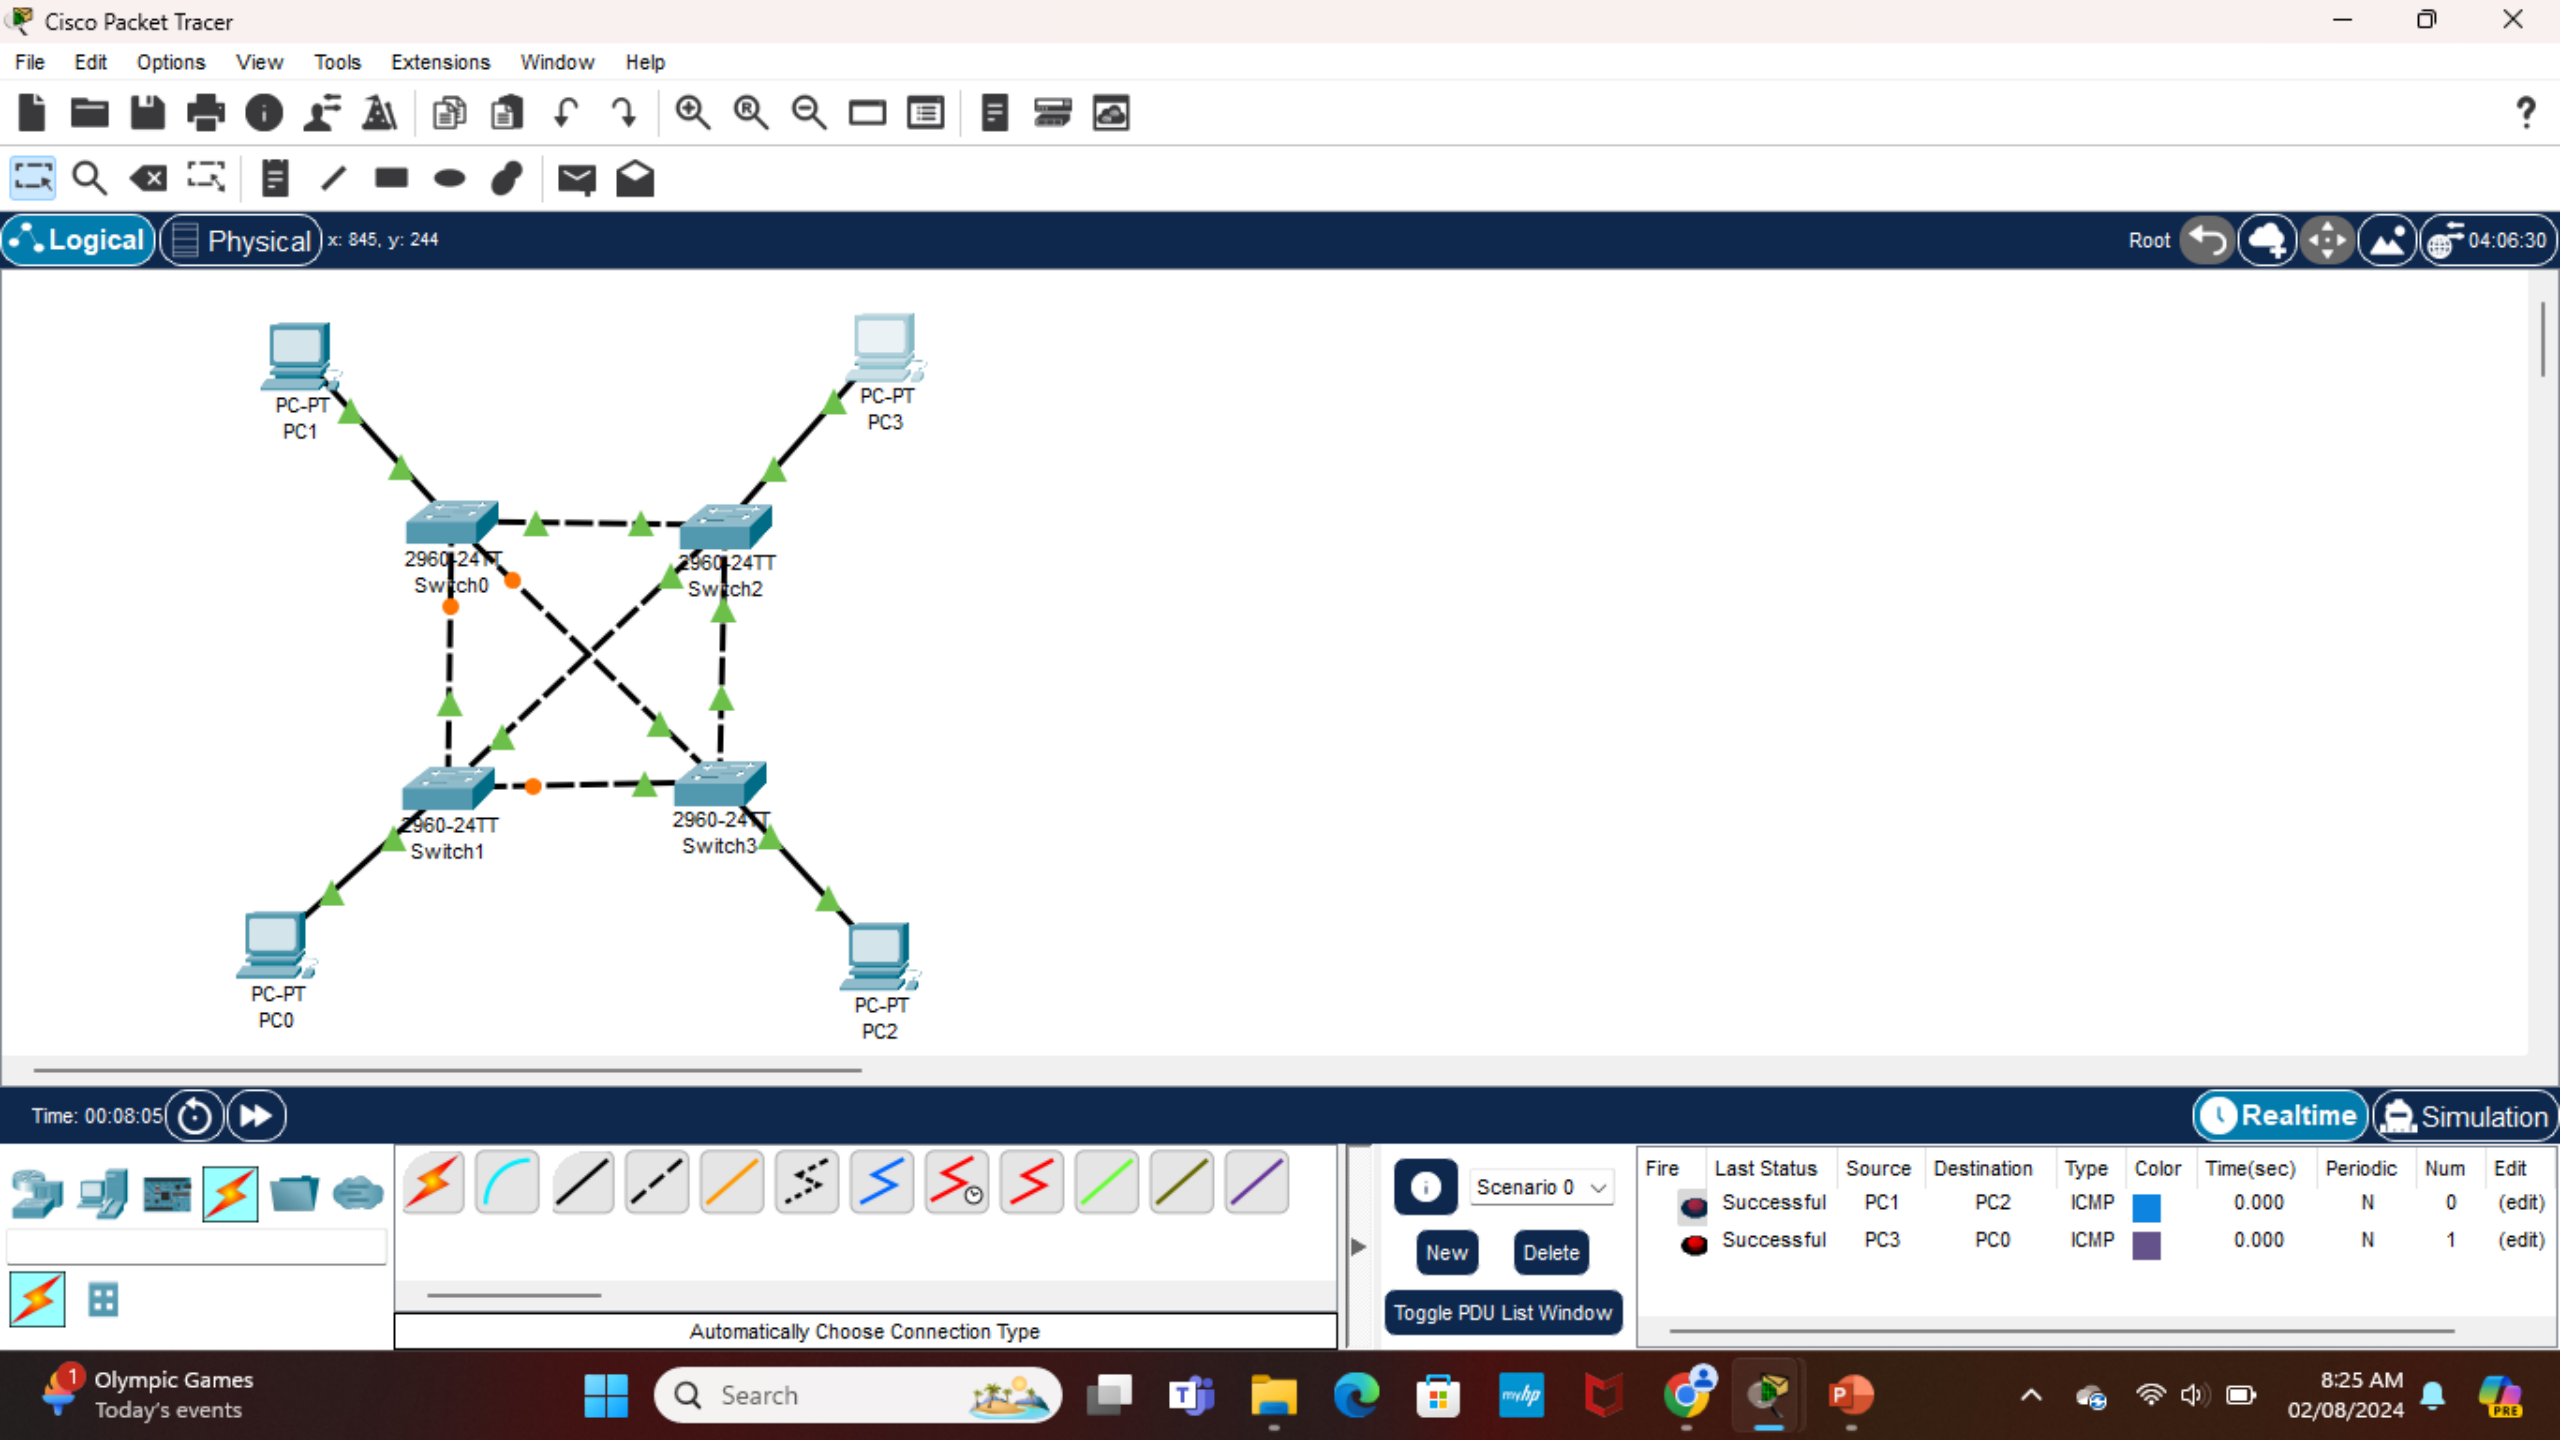 Cisco Packet Tracer
File Edit Options View Tools Extensions Window Help
Logical Physical x: 845, y: 244 Root 04:06:30
PC-PT
PC1
PC-PT
PC3
2960-24TT
Switch0
2960-24TT
Switch2
2960-24TT
Switch1
2960-24TT
Switch3
PC-PT
PC0
PC-PT
PC2
Time: 00:08:05 Realtime Simulation
Scenario 0
New Delete
Toggle PDU List Window
Fire Last Status Source Destination Type Color Time(sec) Periodic Num Edit
Successful PC1 PC2 ICMP 0.000 N 0 (edit)
Successful PC3 PC0 ICMP 0.000 N 1 (edit)
Automatically Choose Connection Type
1
Olympic Games
Today's events
Search
T
myhp
P
8:25 AM
02/08/2024
PRE